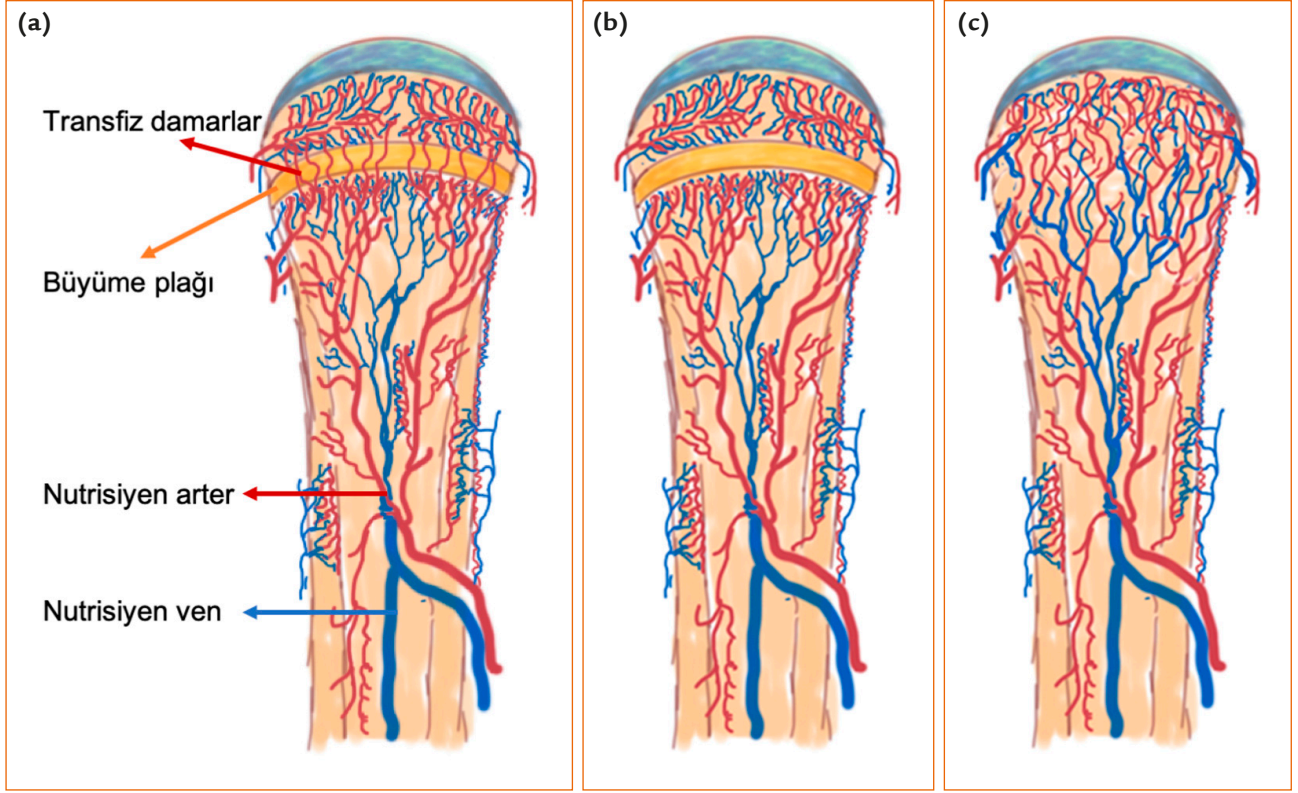 (a)
(b)
(c)
Transfiz damarlar
Büyüme plağı
Nutrisiyen arter
Nutrisiyen ven